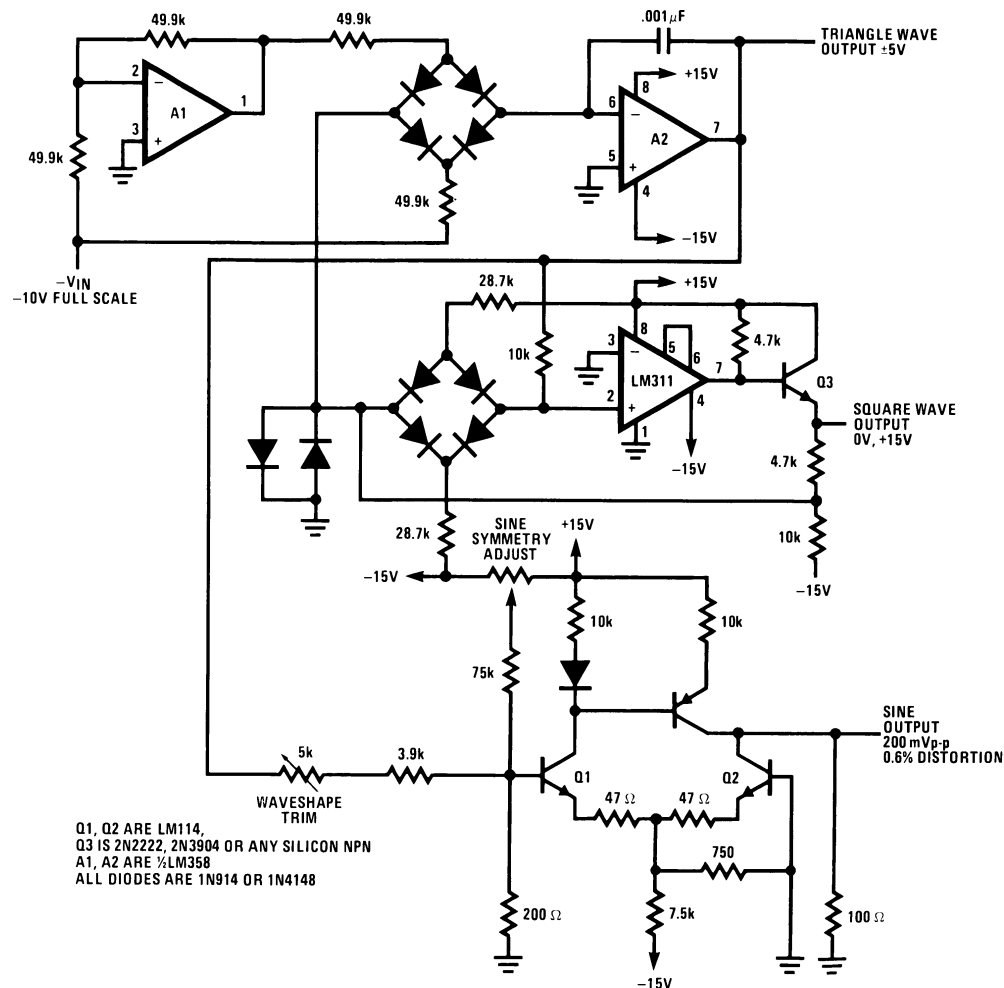 49.9k
49.9k
.001µF
TRIANGLE WAVE
OUTPUT ±5V
+15V
8
2
−
A1
1
3
+
6
−
A2
7
5
+
4
49.9k
49.9k
−15V
−VIN
−10V FULL SCALE
28.7k
+15V
10k
8
3
−
5
6
4.7k
LM311
7
Q3
2
+
4
1
SQUARE WAVE
OUTPUT
0V, +15V
−15V
4.7k
28.7k
SINE
SYMMETRY
ADJUST
+15V
10k
−15V
−15V
10k
10k
75k
SINE
OUTPUT
200 mVp-p
0.6% DISTORTION
5k
3.9k
Q1
Q2
WAVESHAPE
TRIM
47 Ω
47 Ω
Q1, Q2 ARE LM114,
Q3 IS 2N2222, 2N3904 OR ANY SILICON NPN
A1, A2 ARE ½LM358
ALL DIODES ARE 1N914 OR 1N4148
750
200 Ω
7.5k
100 Ω
−15V